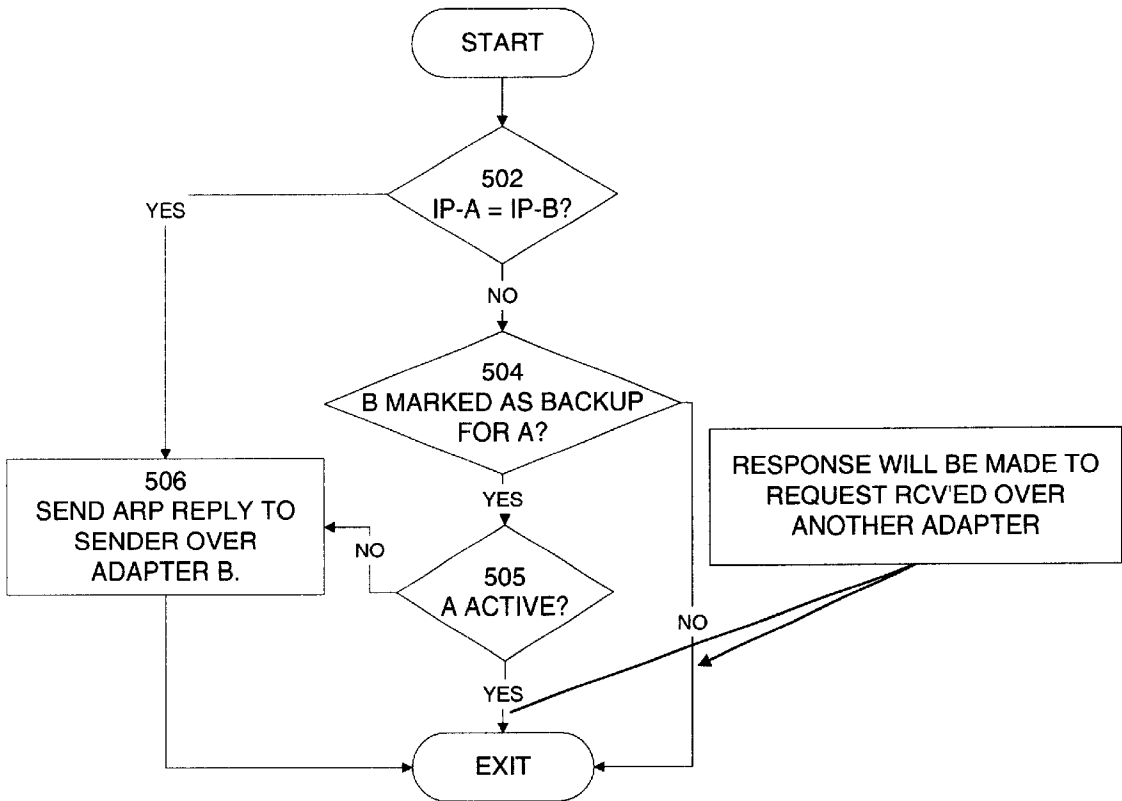 START
502
IP-A = IP-B?
YES
NO
504
B MARKED AS BACKUP
FOR A?
506
SEND ARP REPLY TO
SENDER OVER
ADAPTER B.
YES
RESPONSE WILL BE MADE TO
REQUEST RCV'ED OVER
ANOTHER ADAPTER
NO
505
A ACTIVE?
NO
YES
EXIT